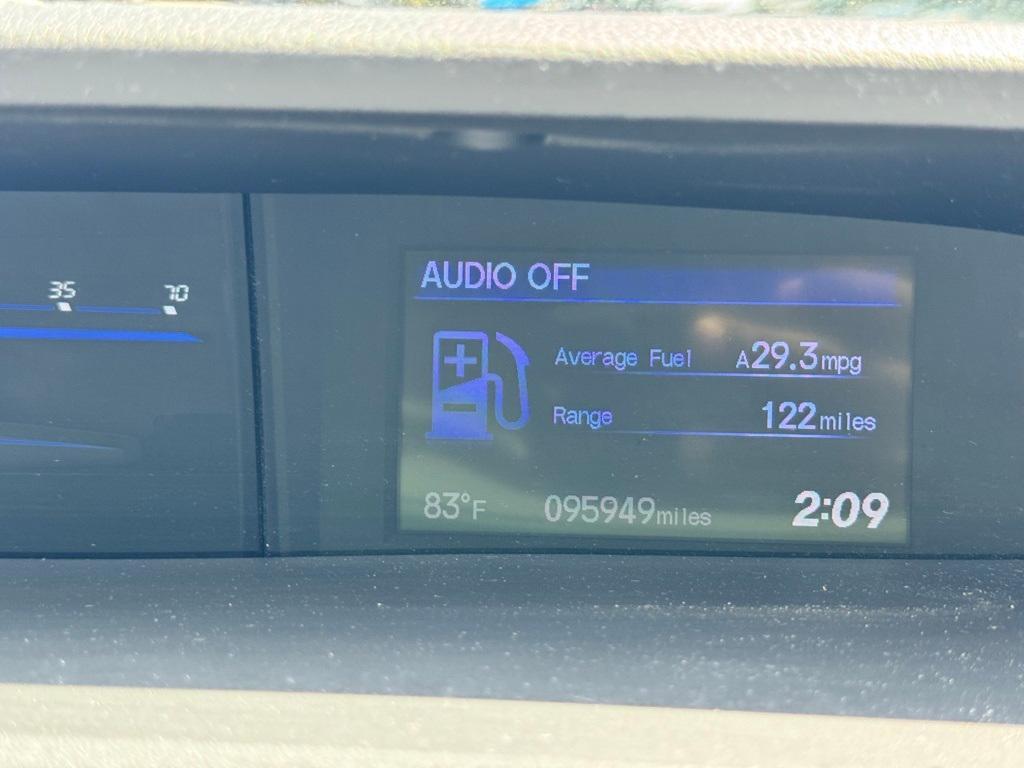 35 70
AUDIO OFF
Average Fuel A29.3mpg
Range 122miles
83°F 095949miles 2:09